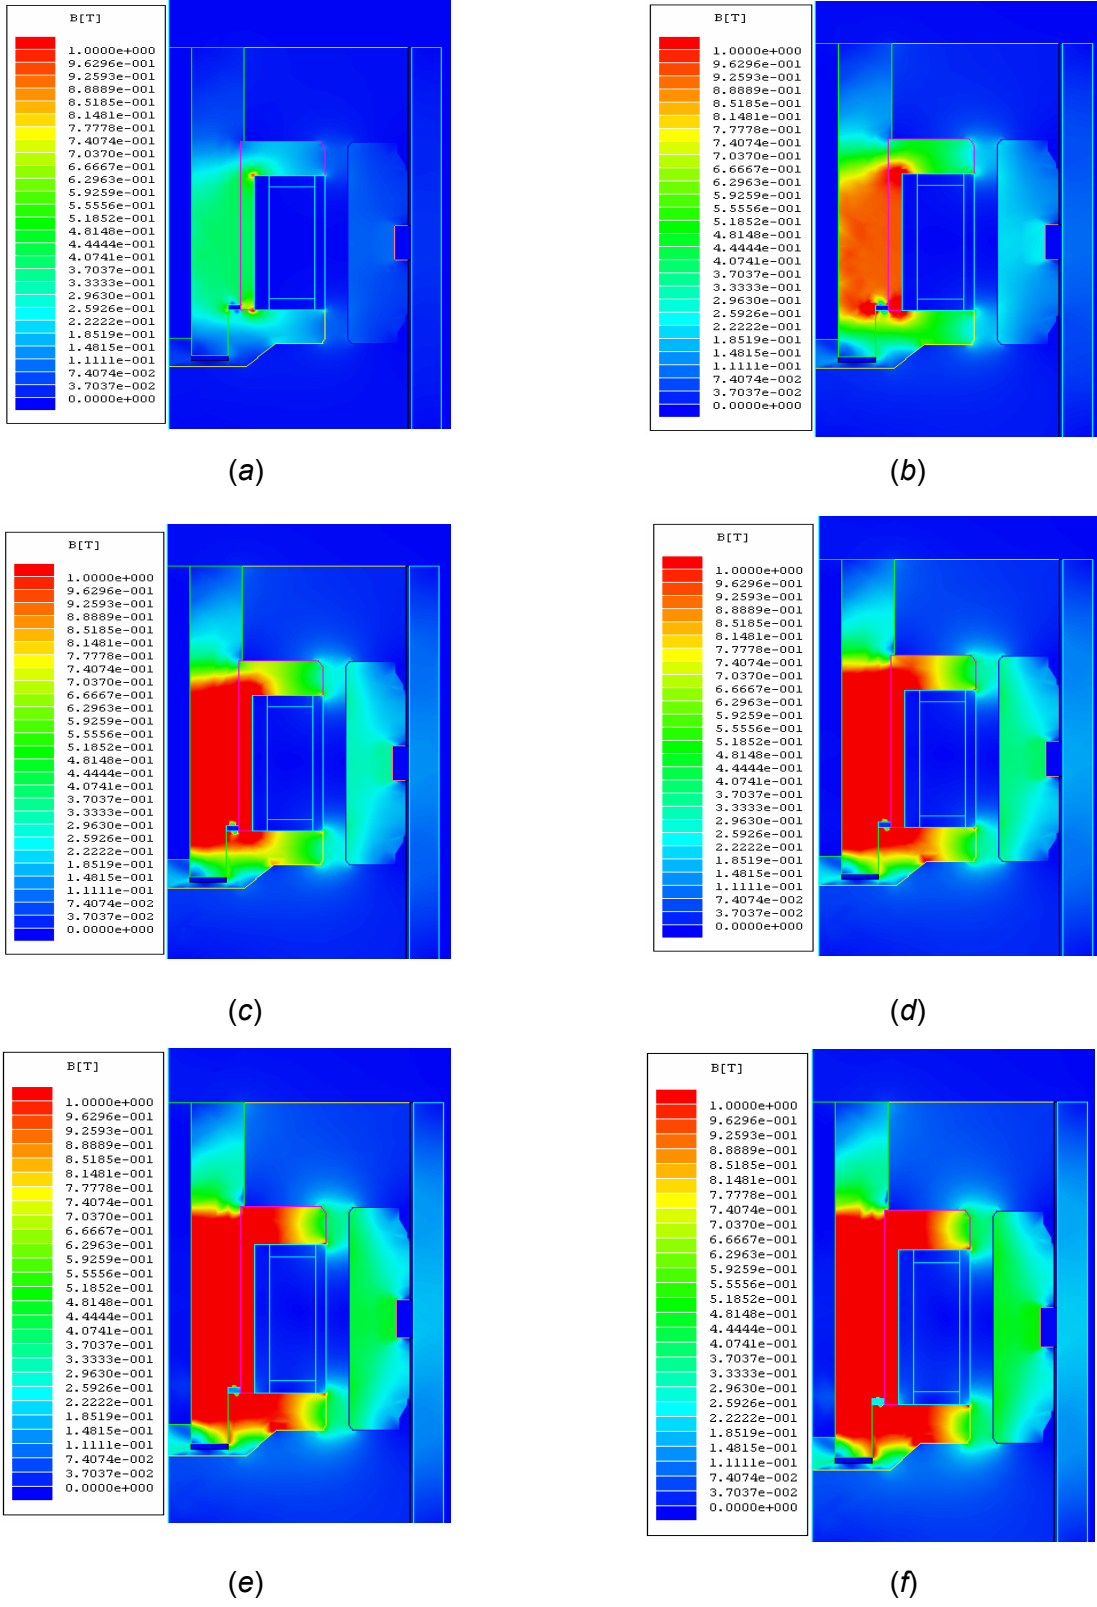 B[T]
1.0000e+000
9.6296e-001
9.2593e-001
8.8889e-001
8.5185e-001
8.1481e-001
7.7778e-001
7.4074e-001
7.0370e-001
6.6667e-001
6.2963e-001
5.9259e-001
5.5556e-001
5.1852e-001
4.8148e-001
4.4444e-001
4.0741e-001
3.7037e-001
3.3333e-001
2.9630e-001
2.5926e-001
2.2222e-001
1.8519e-001
1.4815e-001
1.1111e-001
7.4074e-002
3.7037e-002
0.0000e+000
(a)
B[T]
1.0000e+000
9.6296e-001
9.2593e-001
8.8889e-001
8.5185e-001
8.1481e-001
7.7778e-001
7.4074e-001
7.0370e-001
6.6667e-001
6.2963e-001
5.9259e-001
5.5556e-001
5.1852e-001
4.8148e-001
4.4444e-001
4.0741e-001
3.7037e-001
3.3333e-001
2.9630e-001
2.5926e-001
2.2222e-001
1.8519e-001
1.4815e-001
1.1111e-001
7.4074e-002
3.7037e-002
0.0000e+000
(b)
B[T]
1.0000e+000
9.6296e-001
9.2593e-001
8.8889e-001
8.5185e-001
8.1481e-001
7.7778e-001
7.4074e-001
7.0370e-001
6.6667e-001
6.2963e-001
5.9259e-001
5.5556e-001
5.1852e-001
4.8148e-001
4.4444e-001
4.0741e-001
3.7037e-001
3.3333e-001
2.9630e-001
2.5926e-001
2.2222e-001
1.8519e-001
1.4815e-001
1.1111e-001
7.4074e-002
3.7037e-002
0.0000e+000
(c)
B[T]
1.0000e+000
9.6296e-001
9.2593e-001
8.8889e-001
8.5185e-001
8.1481e-001
7.7778e-001
7.4074e-001
7.0370e-001
6.6667e-001
6.2963e-001
5.9259e-001
5.5556e-001
5.1852e-001
4.8148e-001
4.4444e-001
4.0741e-001
3.7037e-001
3.3333e-001
2.9630e-001
2.5926e-001
2.2222e-001
1.8519e-001
1.4815e-001
1.1111e-001
7.4074e-002
3.7037e-002
0.0000e+000
(d)
B[T]
1.0000e+000
9.6296e-001
9.2593e-001
8.8889e-001
8.5185e-001
8.1481e-001
7.7778e-001
7.4074e-001
7.0370e-001
6.6667e-001
6.2963e-001
5.9259e-001
5.5556e-001
5.1852e-001
4.8148e-001
4.4444e-001
4.0741e-001
3.7037e-001
3.3333e-001
2.9630e-001
2.5926e-001
2.2222e-001
1.8519e-001
1.4815e-001
1.1111e-001
7.4074e-002
3.7037e-002
0.0000e+000
(e)
B[T]
1.0000e+000
9.6296e-001
9.2593e-001
8.8889e-001
8.5185e-001
8.1481e-001
7.7778e-001
7.4074e-001
7.0370e-001
6.6667e-001
6.2963e-001
5.9259e-001
5.5556e-001
5.1852e-001
4.8148e-001
4.4444e-001
4.0741e-001
3.7037e-001
3.3333e-001
2.9630e-001
2.5926e-001
2.2222e-001
1.8519e-001
1.4815e-001
1.1111e-001
7.4074e-002
3.7037e-002
0.0000e+000
(f)